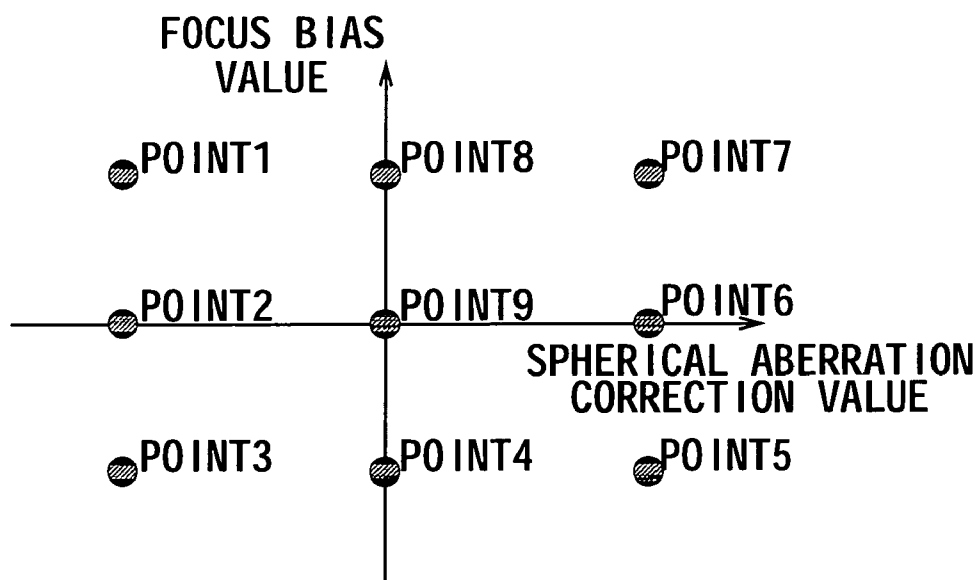 FOCUS BIAS
VALUE
POINT1
POINT8
POINT7
POINT2
POINT9
POINT6
SPHERICAL ABERRATION
CORRECTION VALUE
POINT3
POINT4
POINT5